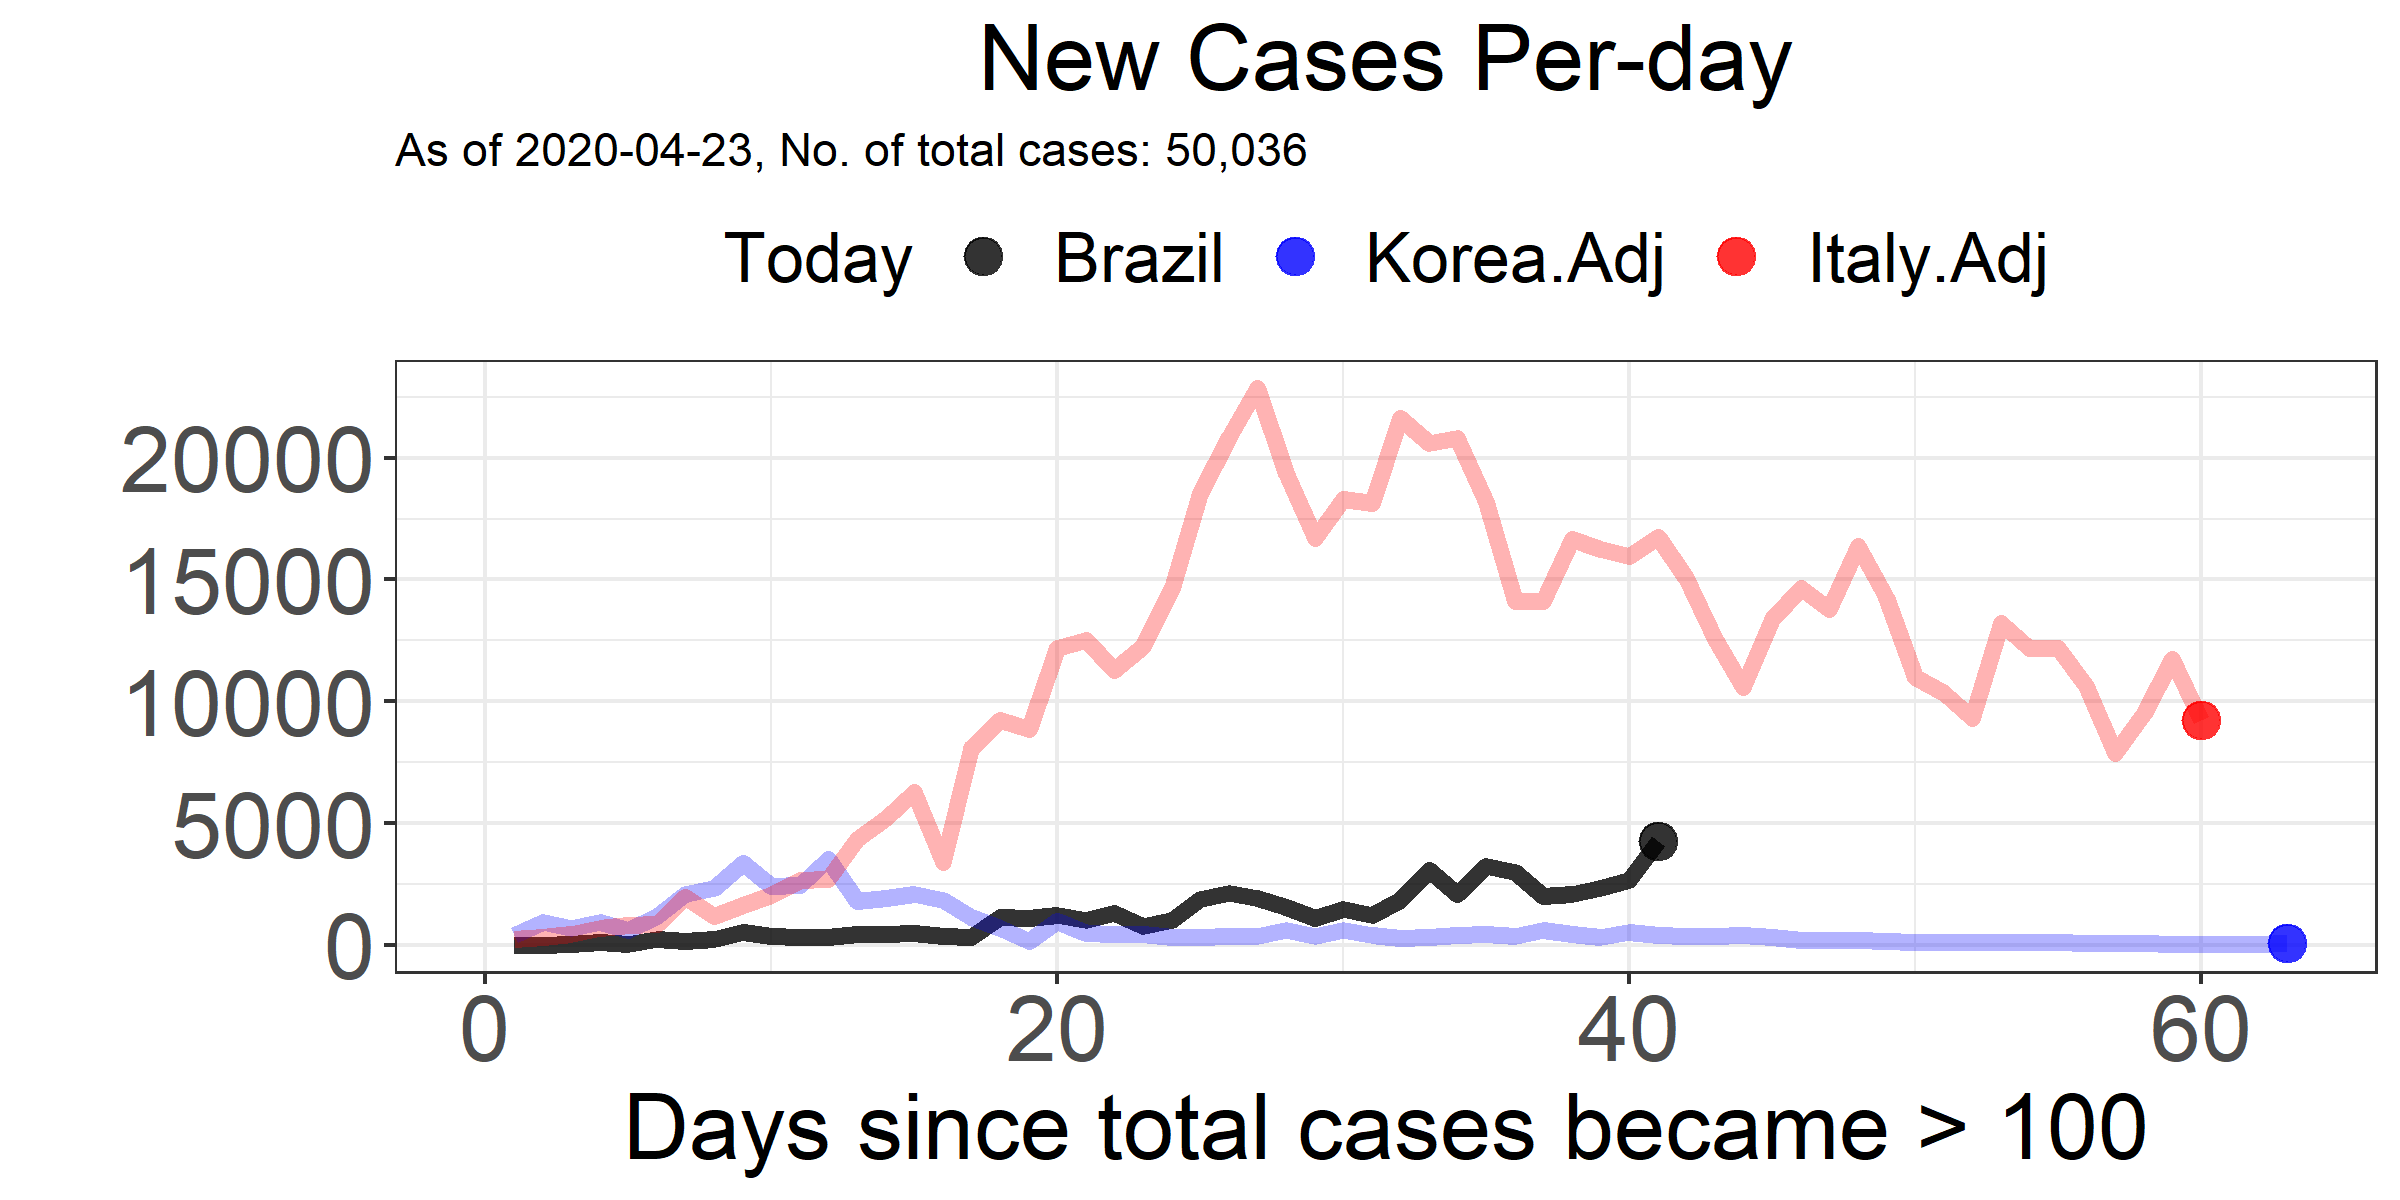 New Cases Per-day
As of 2020-04-23, No. of total cases: 50,036
Today Brazil Korea.Adj Italy.Adj
20000
15000
10000
5000
0
0 20 40 60
Days since total cases became > 100